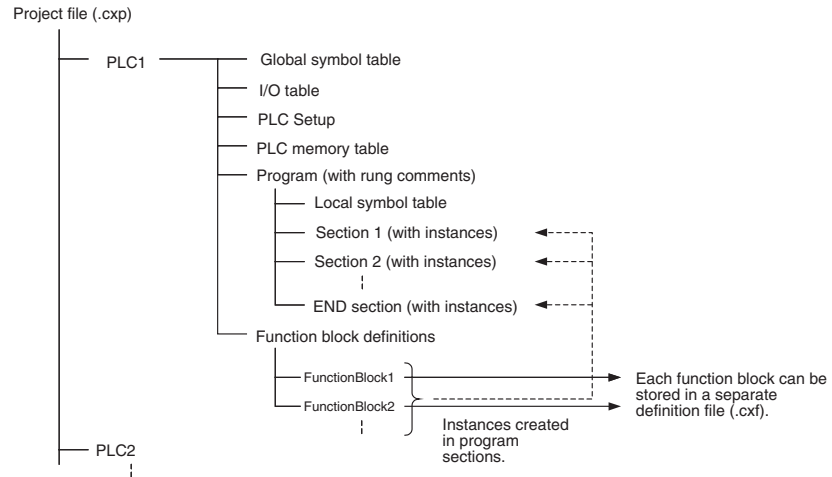 Project file (.cxp)
PLC1
Global symbol table
I/O table
PLC Setup
PLC memory table
Program (with rung comments)
Local symbol table
Section 1 (with instances)
Section 2 (with instances)
END section (with instances)
Function block definitions
FunctionBlock1
FunctionBlock2
Each function block can be
stored in a separate
definition file (.cxf).
Instances created
in program
sections.
PLC2